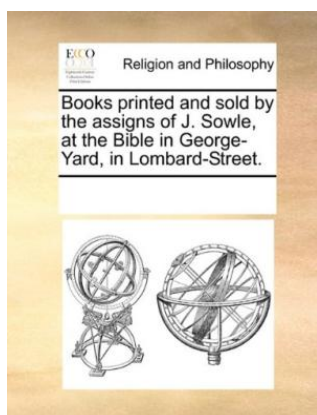 ECCO
Religion and Philosophy
Books printed and sold by
the assigns of J. Sowle,
at the Bible in George-
Yard, in Lombard-Street.